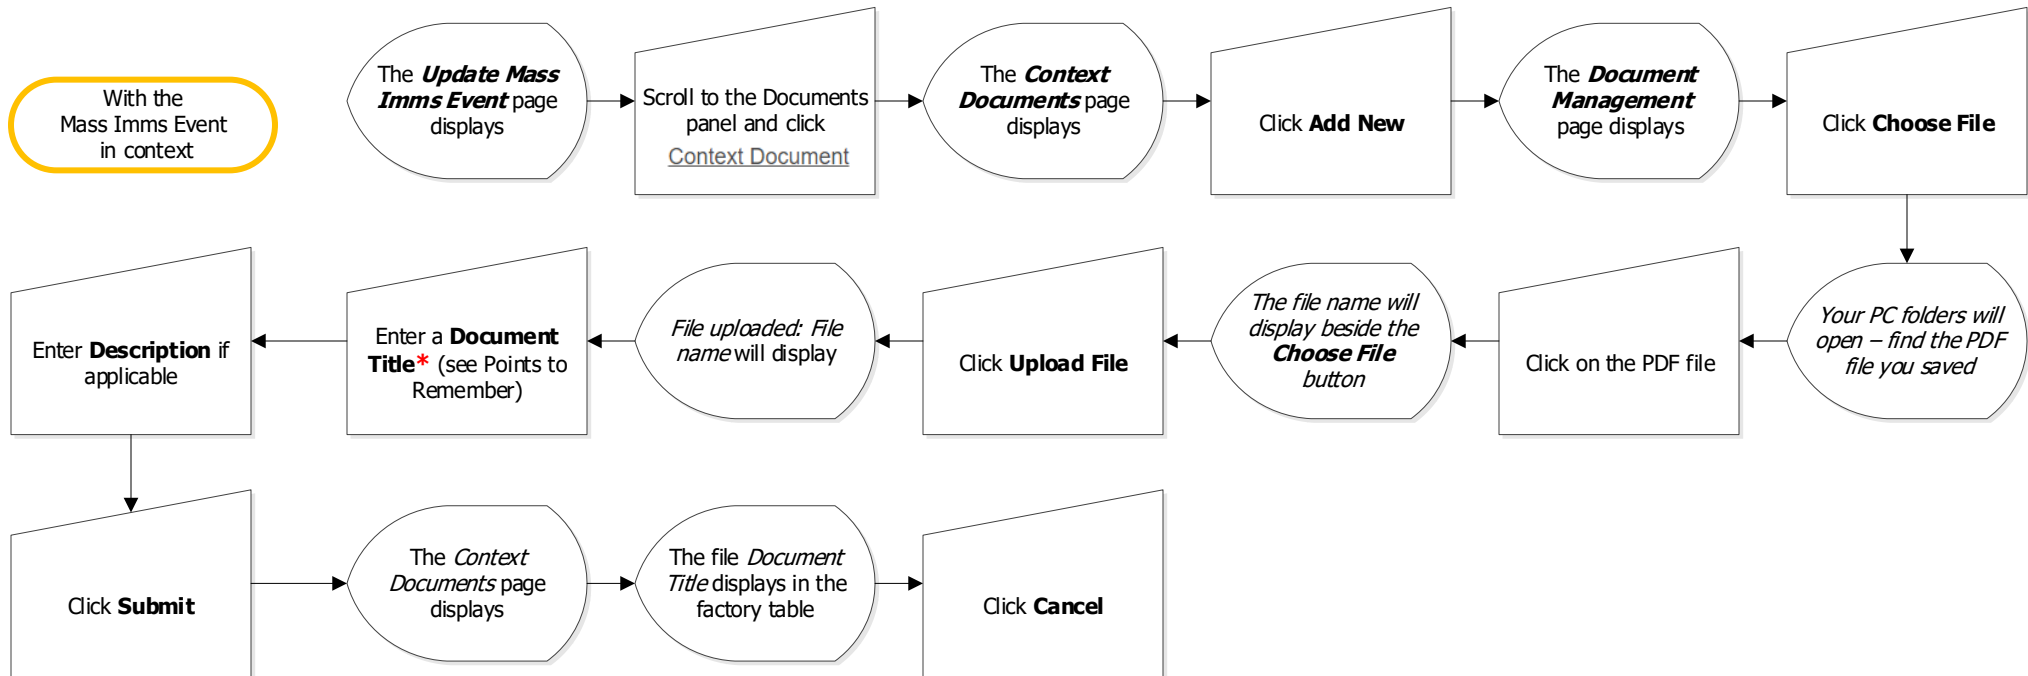 With the
Mass Imms Event
in context
The Update Mass
Imms Event page
displays
Scroll to the Documents
panel and click
Context Document
The Context
Documents page
displays
Click Add New
The Document
Management
page displays
Click Choose File
Your PC folders will
open – find the PDF
file you saved
Click on the PDF file
The file name will
display beside the
Choose File
button
Click Upload File
File uploaded: File
name will display
Enter a Document
Title* (see Points to
Remember)
Enter Description if
applicable
Click Submit
The Context
Documents page
displays
The file Document
Title displays in the
factory table
Click Cancel